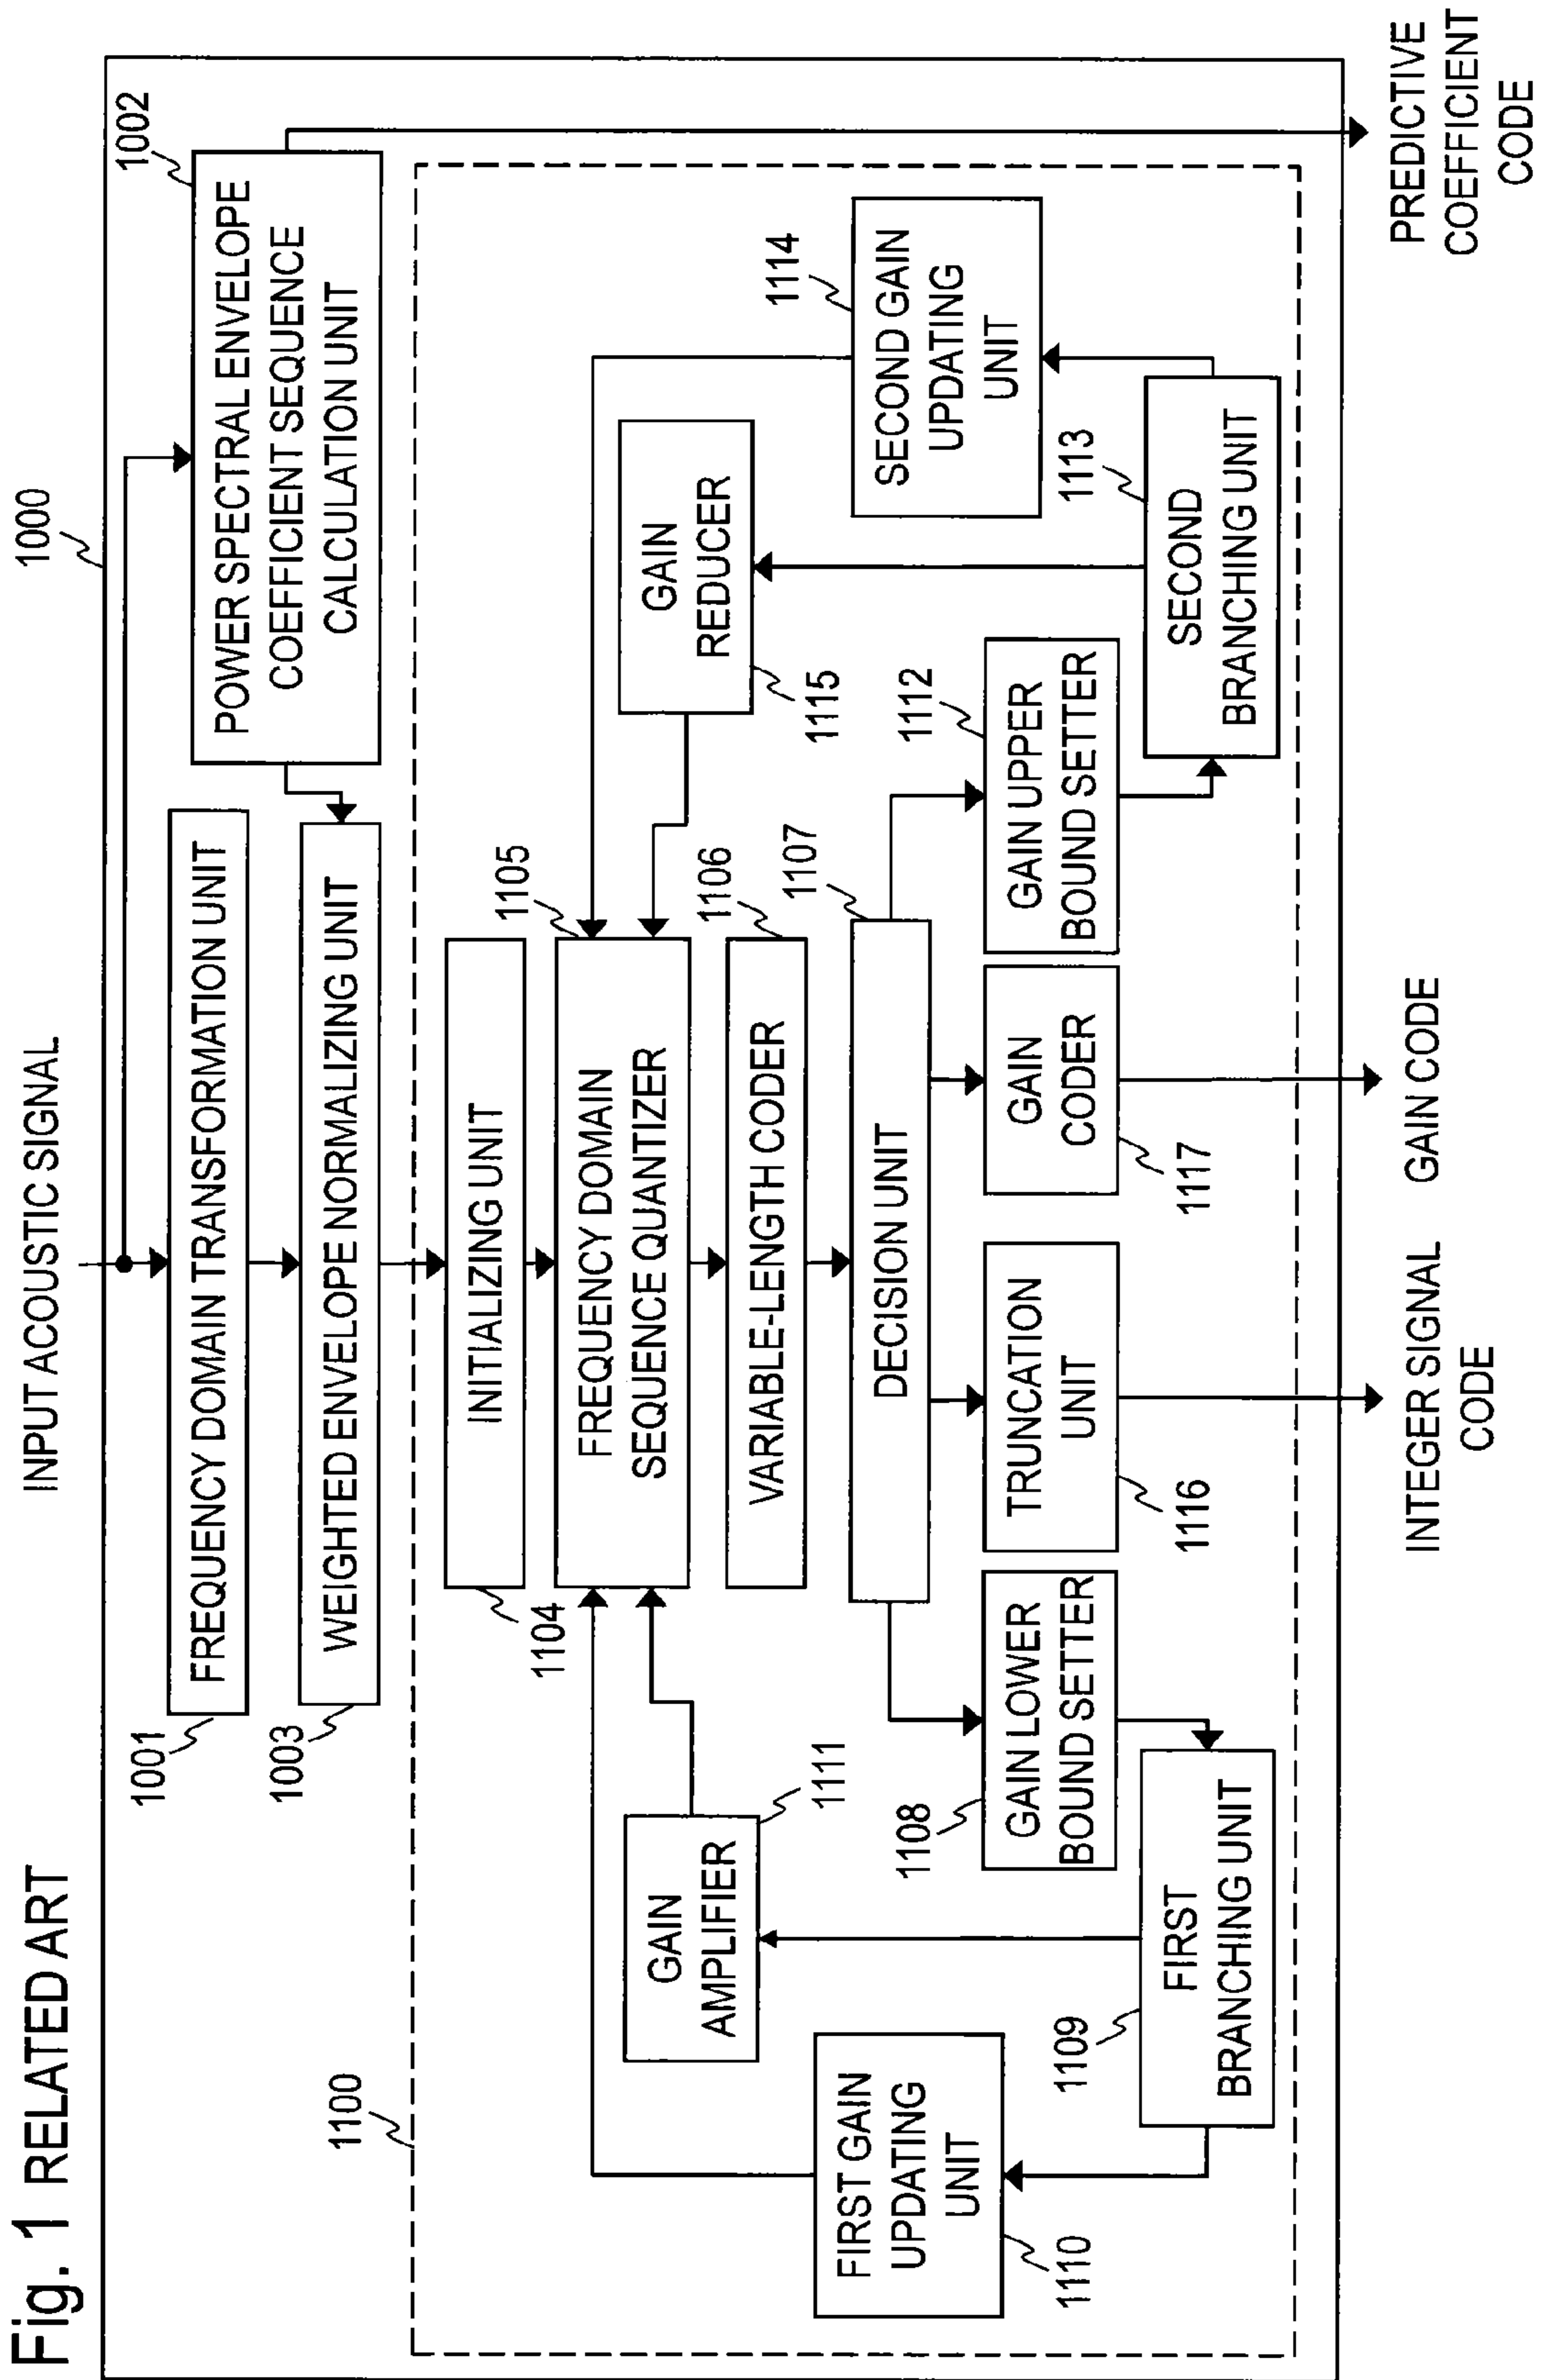 Fig. 1 RELATED ART
INPUT ACOUSTIC SIGNAL
1000
1001
FREQUENCY DOMAIN TRANSFORMATION UNIT
1002
POWER SPECTRAL ENVELOPE
COEFFICIENT SEQUENCE
CALCULATION UNIT
1003
WEIGHTED ENVELOPE NORMALIZING UNIT
1100
INITIALIZING UNIT
1104
1105
FREQUENCY DOMAIN
SEQUENCE QUANTIZER
1106
VARIABLE-LENGTH CODER
1107
DECISION UNIT
GAIN
AMPLIFIER
1111
GAIN
REDUCER
1115
FIRST GAIN
UPDATING
UNIT
1110
1114
SECOND GAIN
UPDATING
UNIT
1108
GAIN LOWER
BOUND SETTER
TRUNCATION
UNIT
1116
GAIN
CODER
1117
1112
GAIN UPPER
BOUND SETTER
1109
FIRST
BRANCHING UNIT
1113
SECOND
BRANCHING UNIT
INTEGER SIGNAL
CODE
GAIN CODE
PREDICTIVE
COEFFICIENT
CODE